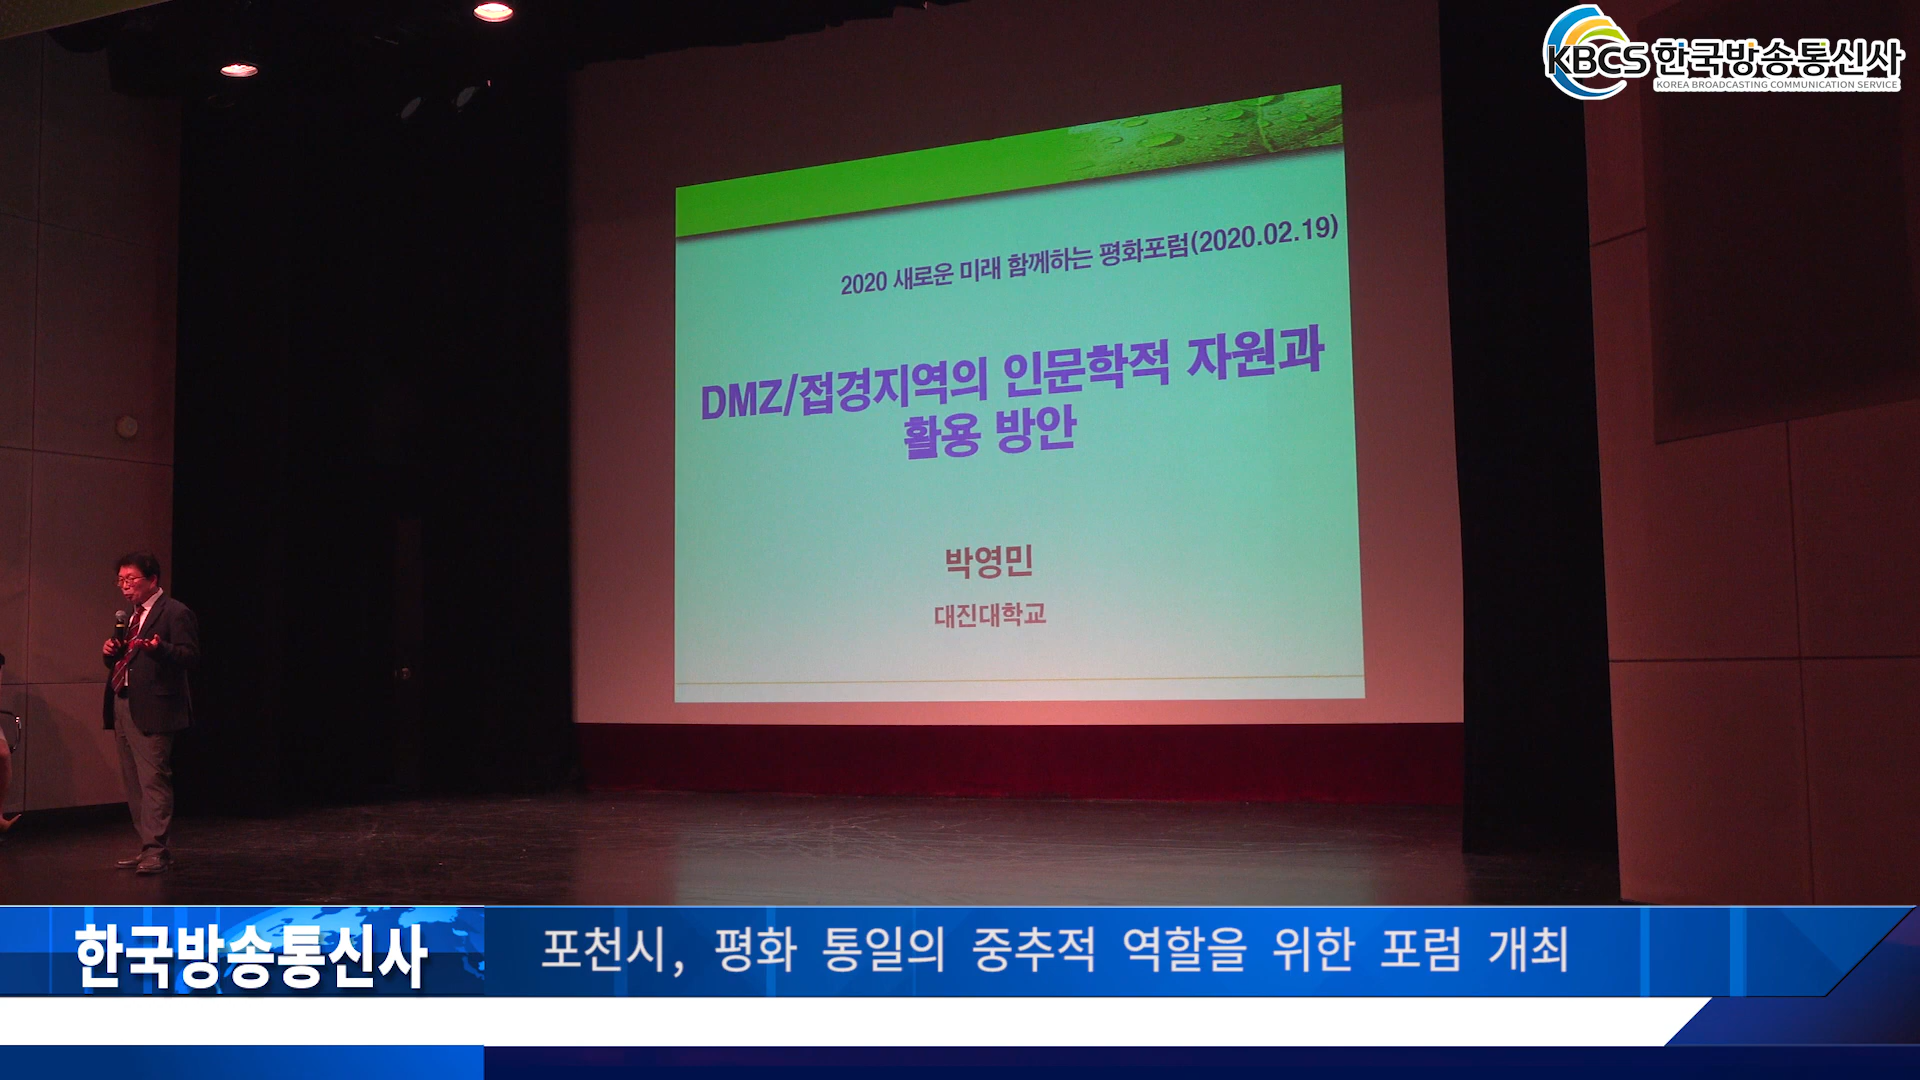 KBCS 한국방송통신사
KOREA BROADCASTING COMMUNICATION SERVICE
2020 새로운 미래 함께하는 평화포럼(2020.02.19)
DMZ/접경지역의 인문학적 자원과
활용 방안
박영민
대진대학교
한국방송통신사
포천시, 평화 통일의 중추적 역할을 위한 포럼 개최